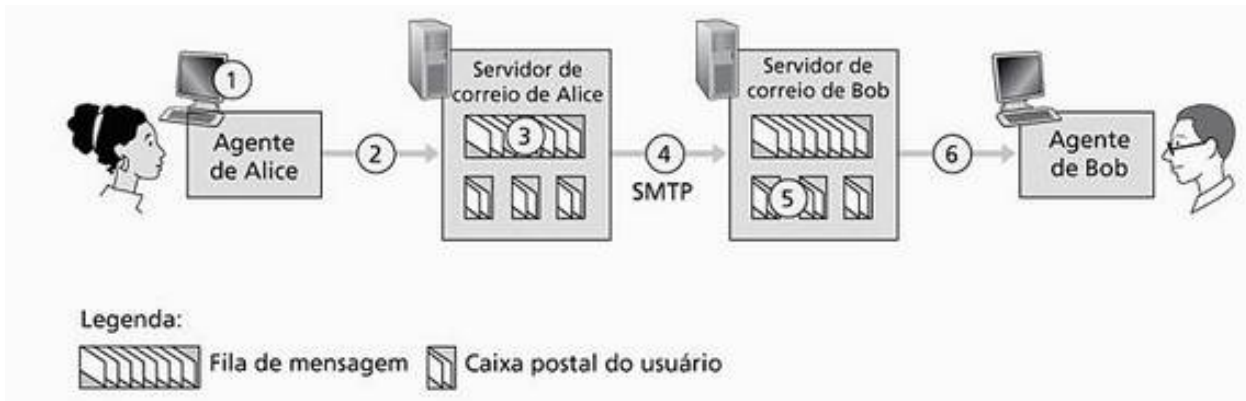 1
Agente
de Alice
2
Servidor de
correio de Alice
3
4
SMTP
Servidor de
correio de Bob
5
6
Agente
de Bob
Legenda:
Fila de mensagem
Caixa postal do usuário